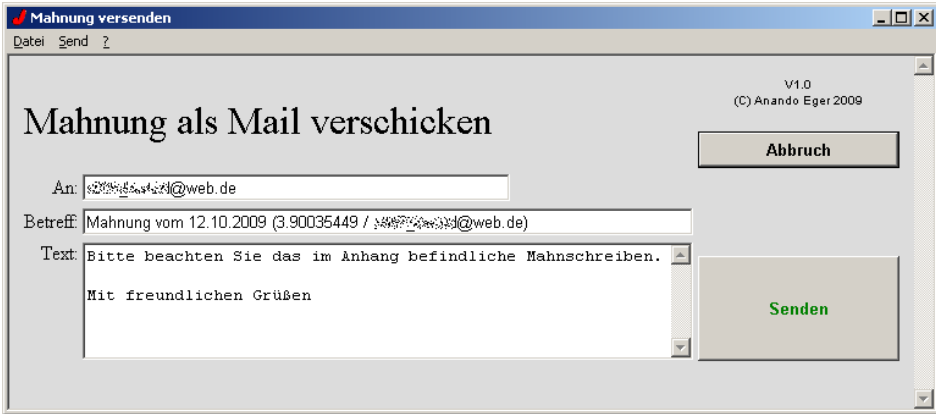 Mahnung versenden
Datei Send ?
V1.0
(C) Anando Eger 2009
Mahnung als Mail verschicken
Abbruch
An: @web.de
Betreff: Mahnung vom 12.10.2009 (3.90035449 / @web.de)
Text: Bitte beachten Sie das im Anhang befindliche Mahnschreiben.
Mit freundlichen Grüßen
Senden